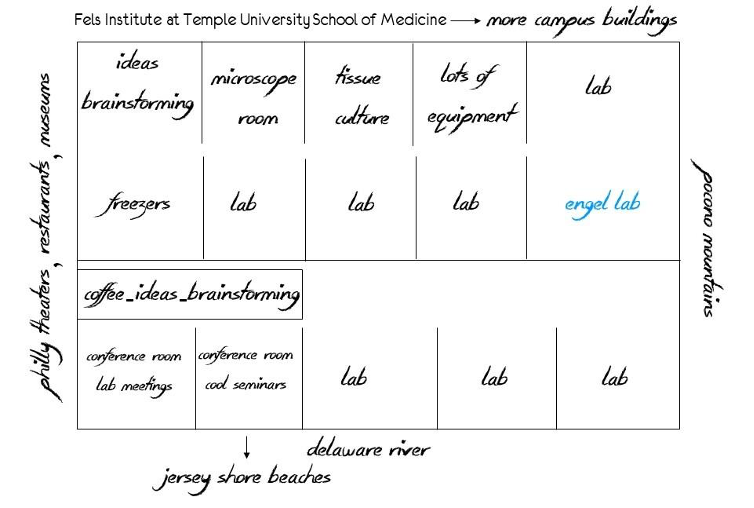 Fels Institute at Temple University School of Medicine more campus buildings
philly theaters, restaurants, museums
ideas
brainstorming
microscope
room
tissue
culture
lots of
equipment
lab
freezers
lab
lab
lab
engel lab
pocono mountains
coffee_ideas_brainstorming
conference room
lab meetings
conference room
cool seminars
lab
lab
lab
delaware river
jersey shore beaches